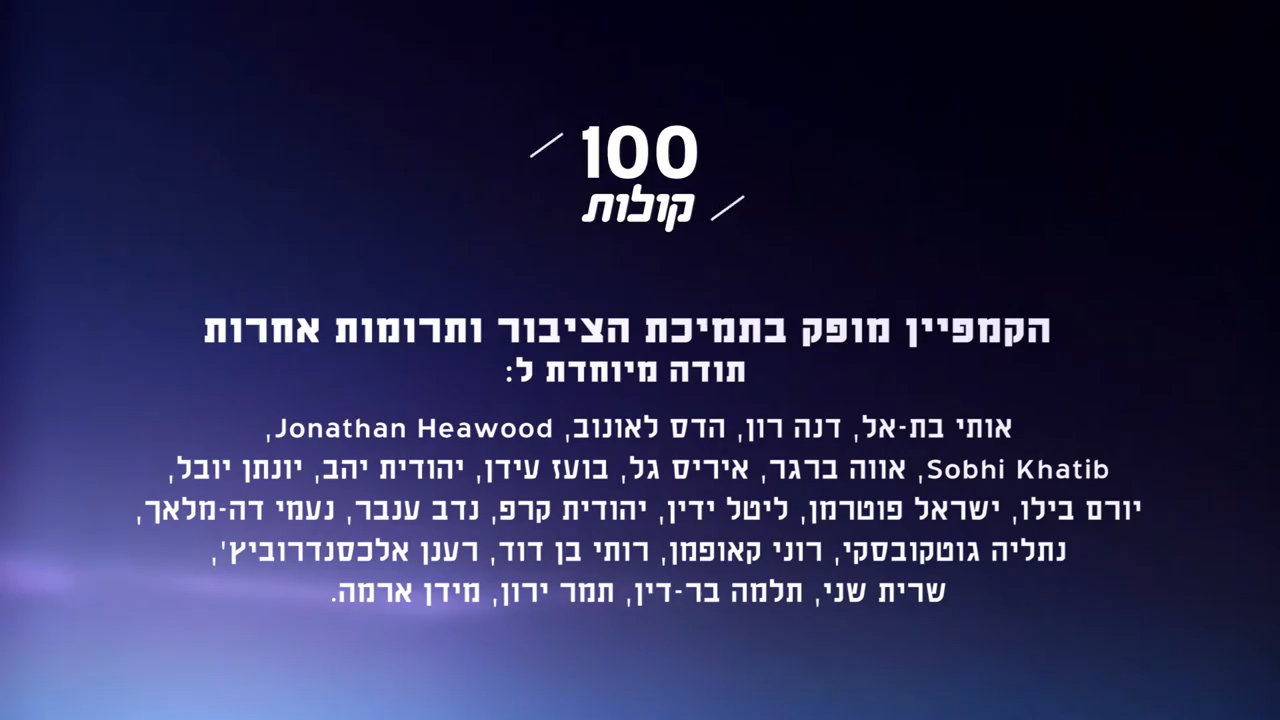 100
קולות
הקמפיין מופק בתמיכת הציבור ותרומות אחרות
תודה מיוחדת ל:
אותי בת-אל, דנה רון, הדס לאונוב, Jonathan Heawood,
Sobhi Khatib, אווה ברגר, איריס גל, בועז עידן, יהודית יהב, יונתן יובל,
יורם בילו, ישראל פוטרמן, ליטל ידין, יהודית קרפ, נדב ענבר, נעמי דה-מלאך,
נתליה גוטקובסקי, רוני קאופמן, רותי בן דוד, רענן אלכסנדרוביץ',
שרית שני, תלמה בר-דין, תמר ירון, מידן ארמה.